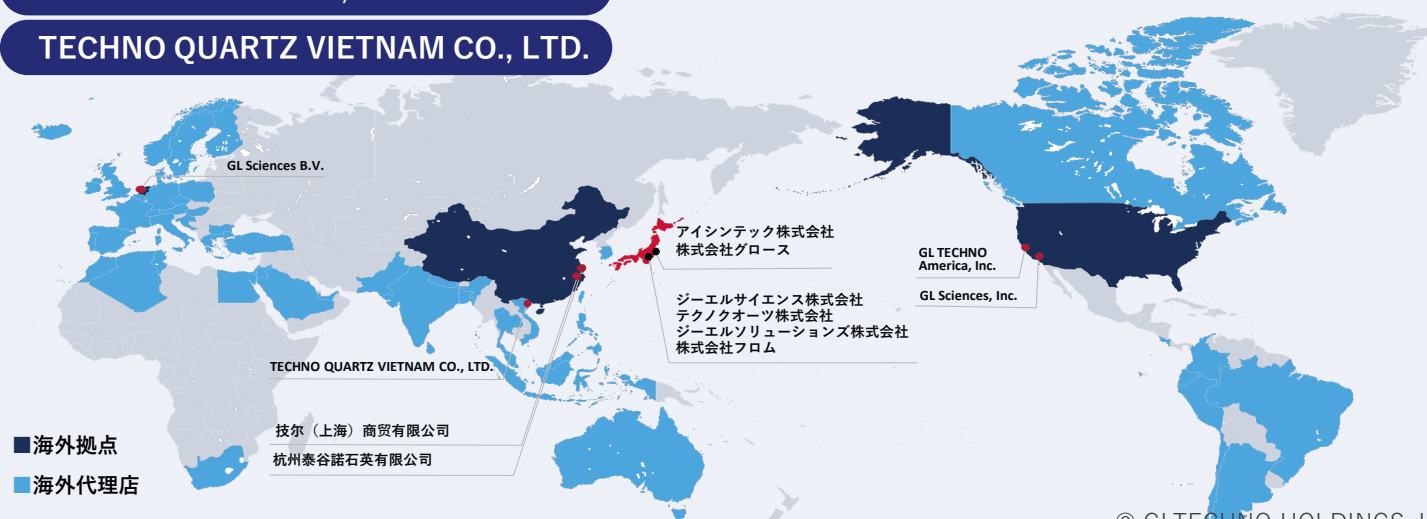 TECHNO QUARTZ VIETNAM CO., LTD.
GL Sciences B.V.
アイシンテック株式会社
株式会社グロース
GL TECHNO
America, Inc.
GL Sciences, Inc.
ジーエルサイエンス株式会社
テクノクオーツ株式会社
ジーエルソリューションズ株式会社
株式会社フロム
TECHNO QUARTZ VIETNAM CO., LTD.
技尔（上海）商贸有限公司
杭州泰谷諾石英有限公司
海外拠点
海外代理店
© GLTECHNO HOLDINGS,